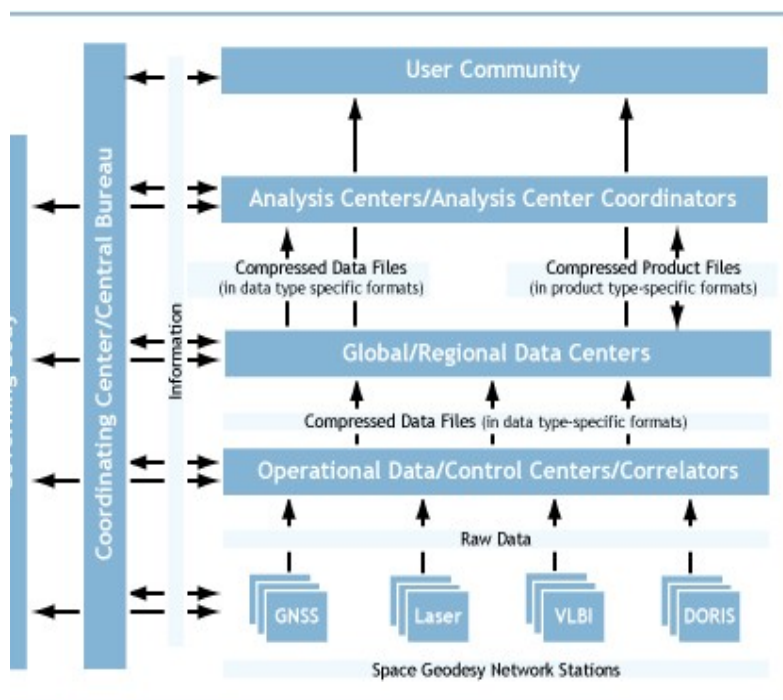 User Community
Analysis Centers/Analysis Center Coordinators
Compressed Data Files
(in data type specific formats)
Compressed Product Files
(in product type-specific formats)
Global/Regional Data Centers
Compressed Data Files (in data type-specific formats)
Operational Data/Control Centers/Correlators
Raw Data
GNSS
Laser
VLBI
DORIS
Space Geodesy Network Stations
Information
Coordinating Center/Central Bureau